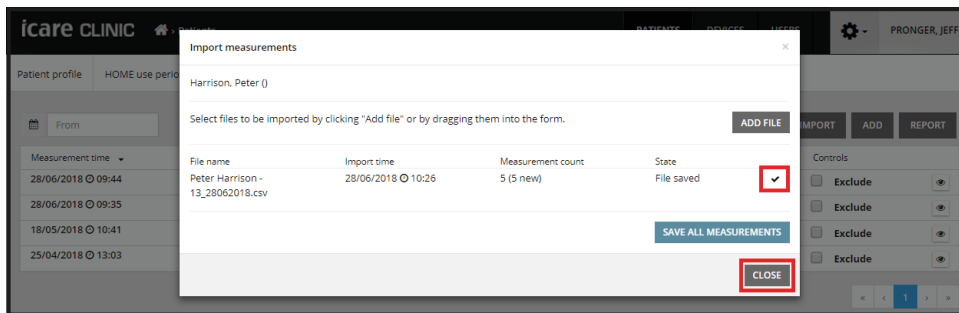 icare CLINIC
› Patients
PATIENTS DEVICES USERS
PRONGER, JEFF
Patient profile HOME use perio
Import measurements ×
Harrison, Peter ()
Select files to be imported by clicking "Add file" or by dragging them into the form.
ADD FILE
From
IMPORT ADD REPORT
Measurement time
Controls
File name Import time Measurement count State
Peter Harrison - 28/06/2018 10:26 5 (5 new) File saved
13_28062018.csv
28/06/2018 09:44 Exclude
28/06/2018 09:35 Exclude
18/05/2018 10:41 Exclude
25/04/2018 13:03 Exclude
SAVE ALL MEASUREMENTS
CLOSE
« ‹ 1 › »